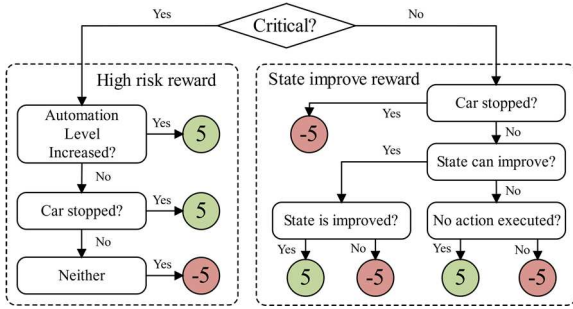 Critical?
Yes
No
High risk reward
Automation
Level
Increased?
Yes
5
No
Car stopped?
Yes
5
No
Neither
Yes
-5
State improve reward
Car stopped?
Yes
-5
No
State can improve?
Yes
No
State is improved?
Yes
No
5
-5
No action executed?
Yes
No
5
-5